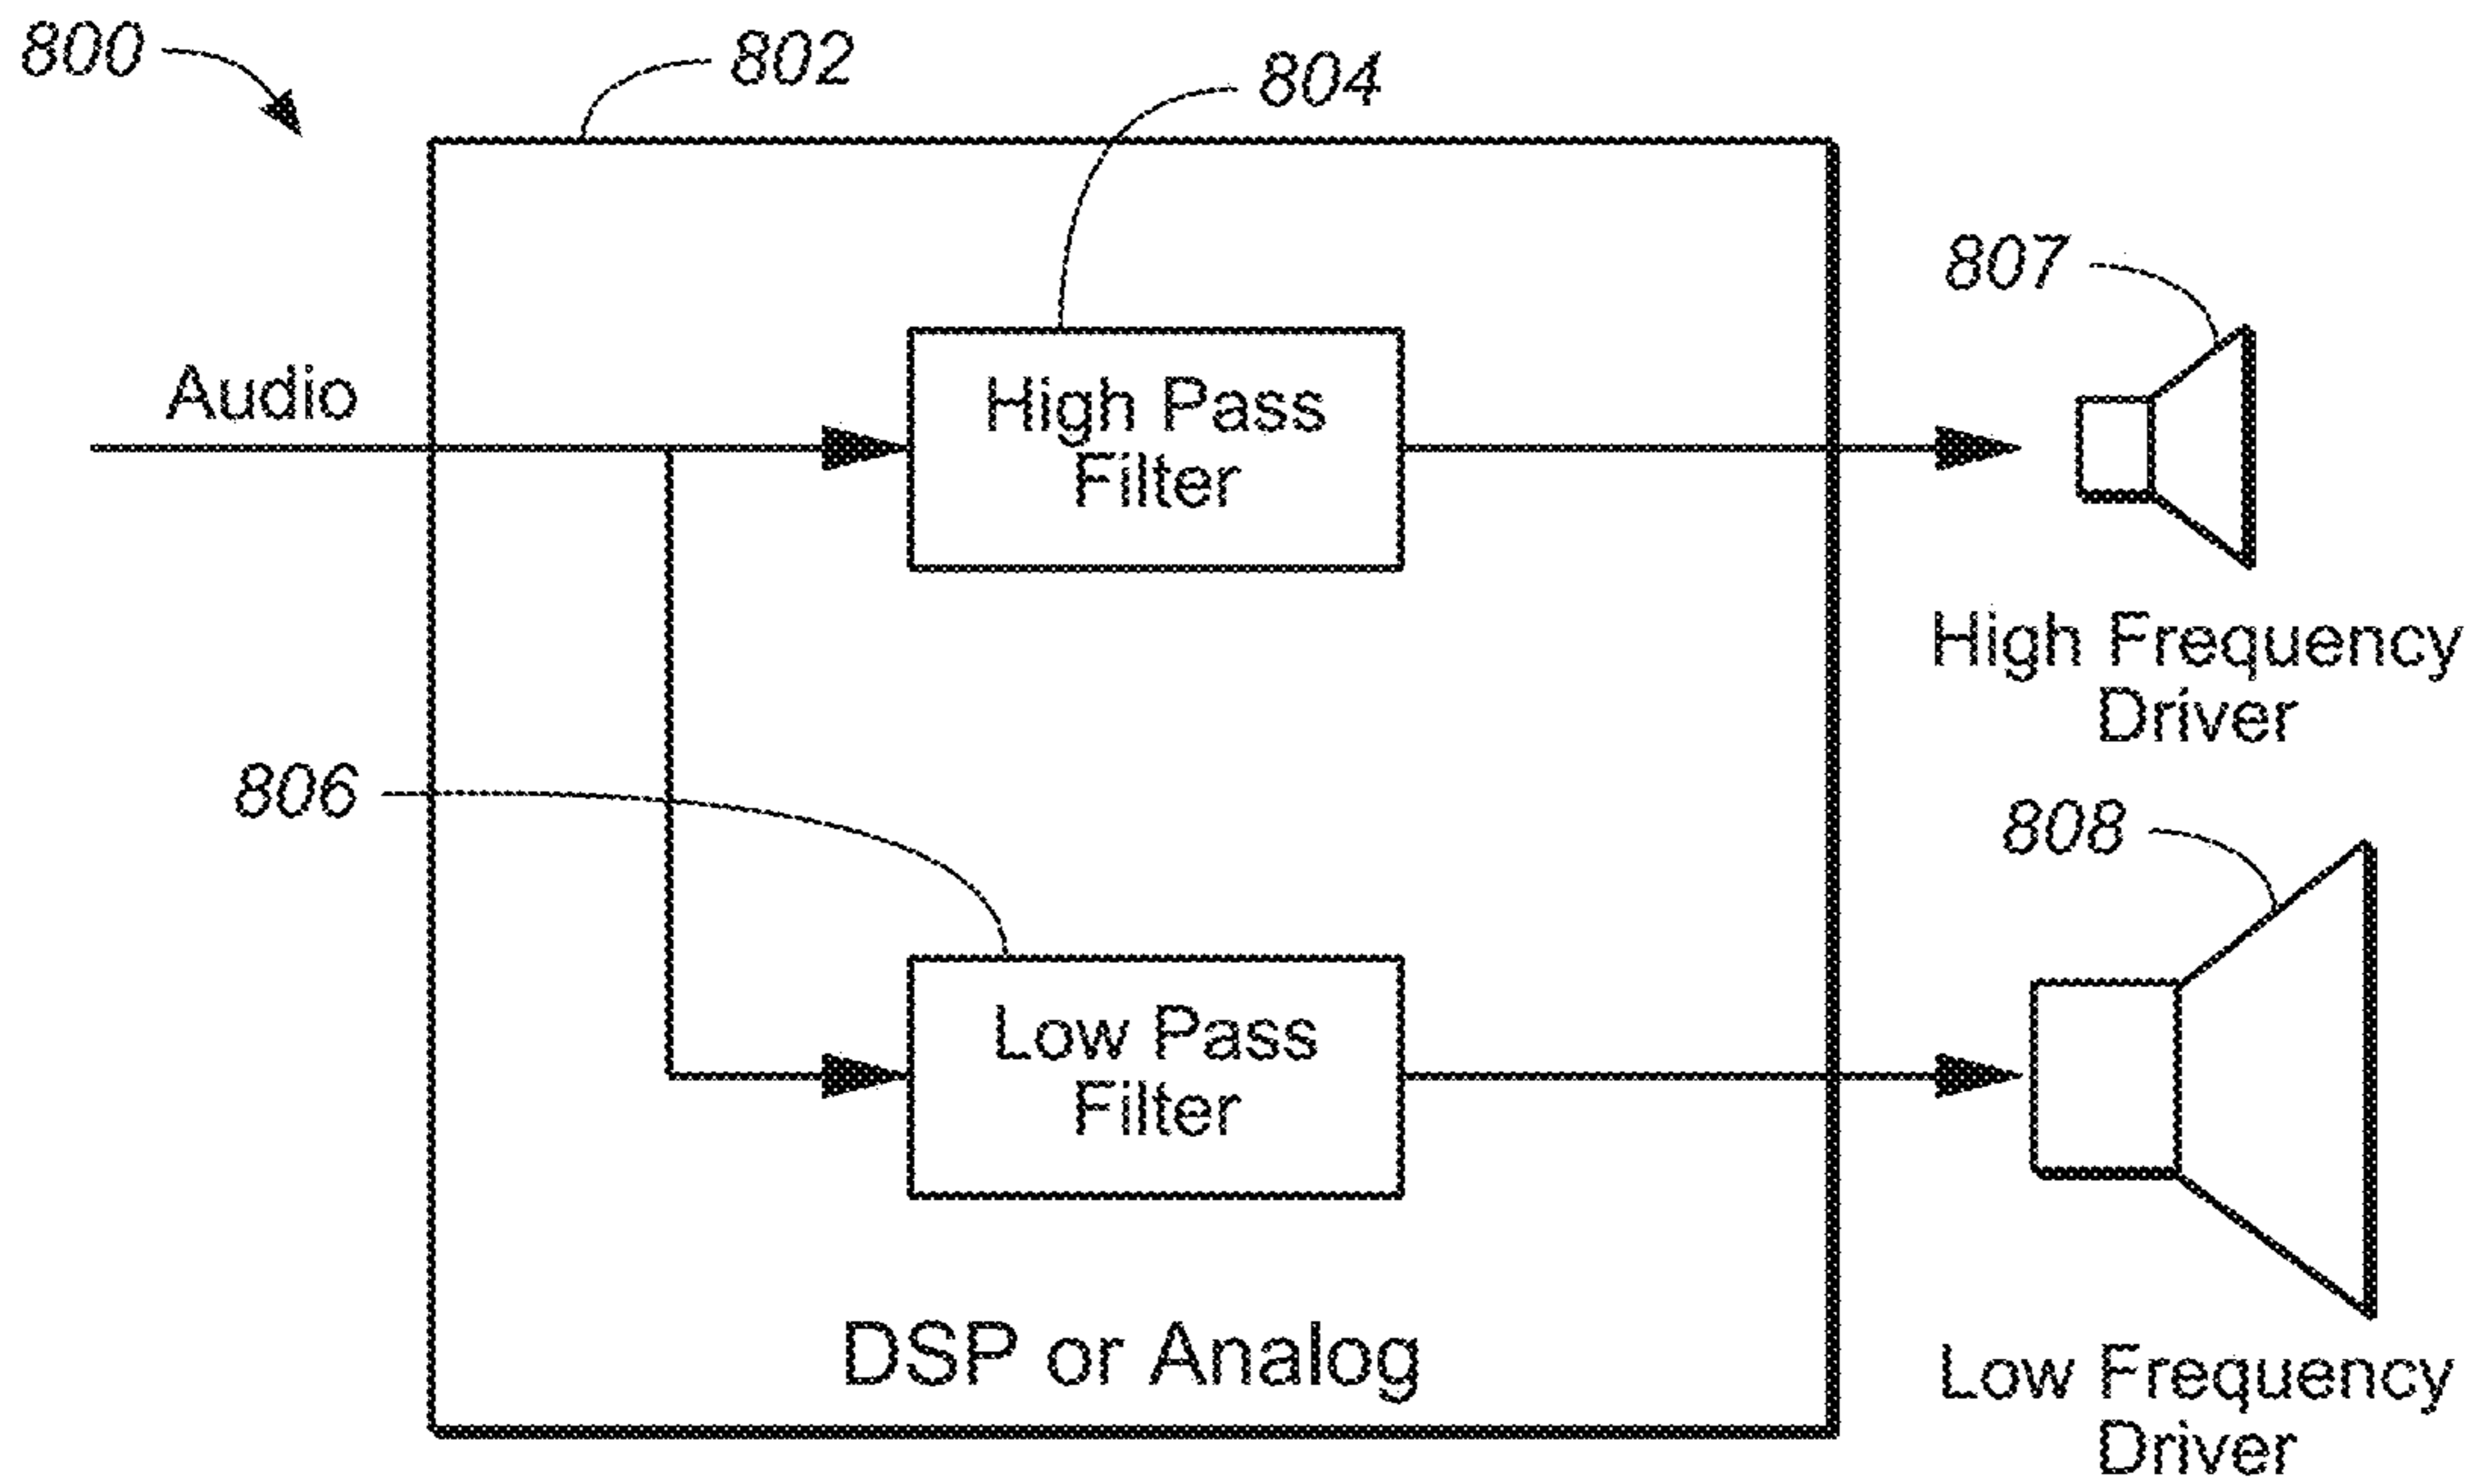 800
802
804
807
Audio
High Pass
Filter
High Frequency
Driver
806
808
Low Pass
Filter
DSP or Analog
Low Frequency
Driver